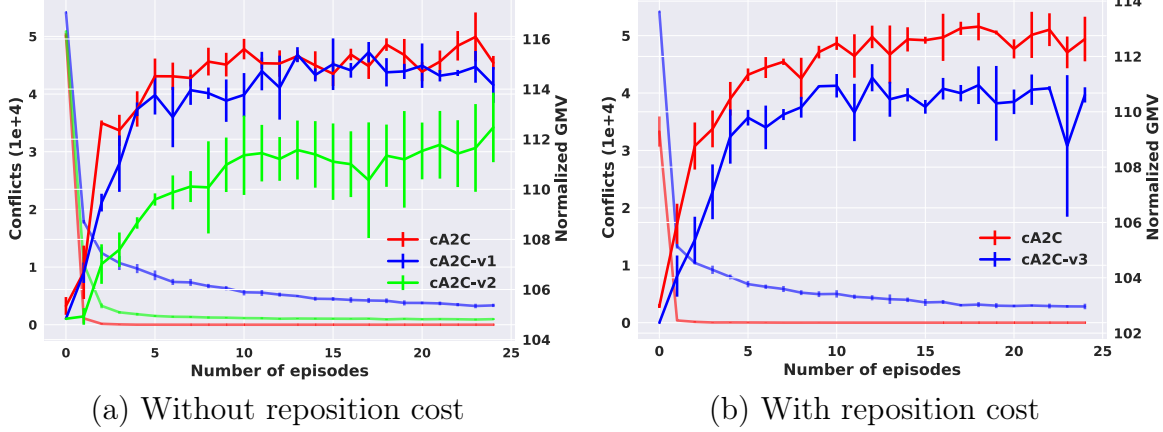 5
4
3
2
1
0
Conflicts (1e+4)
116
114
112
110
108
106
104
Normalized GMV
cA2C
cA2C-v1
cA2C-v2
0 5 10 15 20 25
Number of episodes
(a) Without reposition cost
5
4
3
2
1
0
Conflicts (1e+4)
114
112
110
108
106
104
102
Normalized GMV
cA2C
cA2C-v3
0 5 10 15 20 25
Number of episodes
(b) With reposition cost